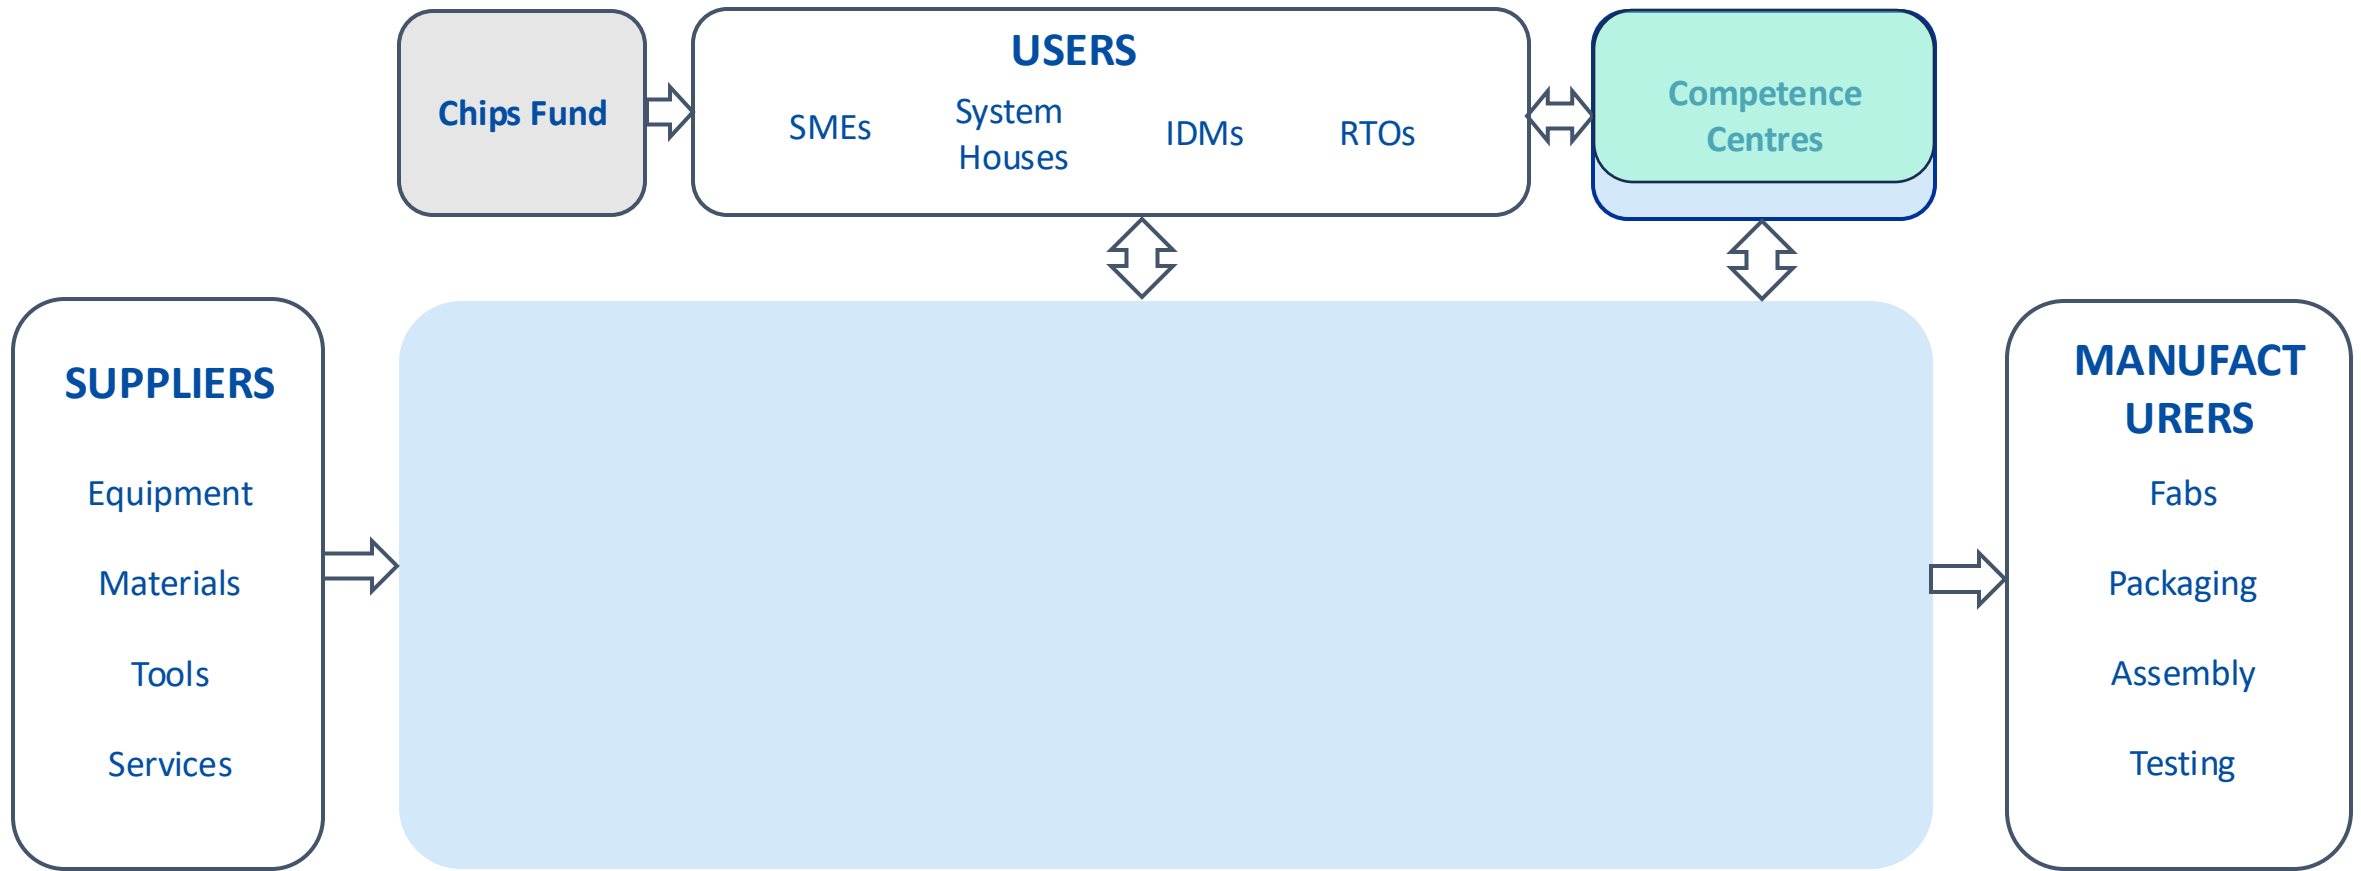 Chips Fund
USERS
SMEs
System
Houses
IDMs
RTOs
Competence
Centres
SUPPLIERS
Equipment
Materials
Tools
Services
MANUFACT
URERS
Fabs
Packaging
Assembly
Testing